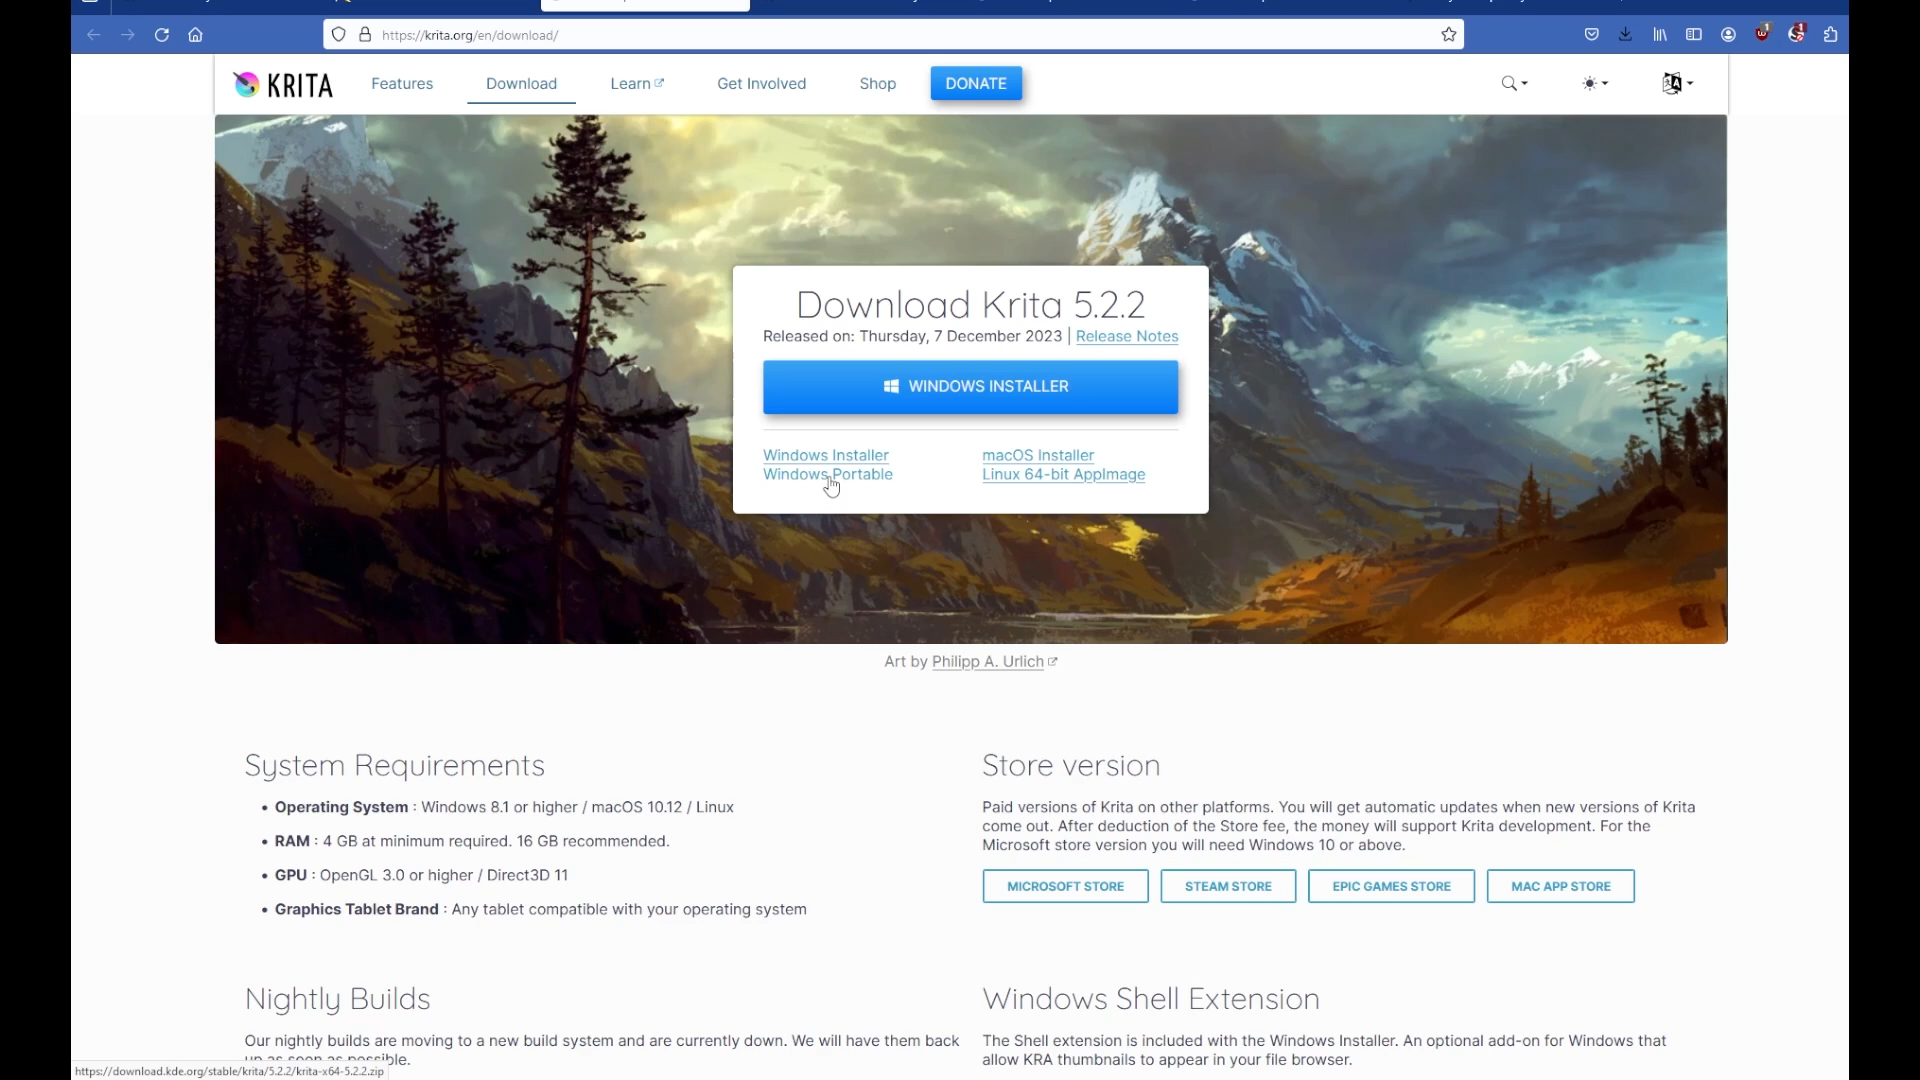 https://krita.org/en/download/
KRITA
Features
Download
Learn
Get Involved
Shop
DONATE
Download Krita 5.2.2
Released on: Thursday, 7 December 2023 | Release Notes
WINDOWS INSTALLER
Windows Installer
macOS Installer
Windows Portable
Linux 64-bit AppImage
Art by Philipp A. Urlich
System Requirements
• Operating System : Windows 8.1 or higher / macOS 10.12 / Linux
• RAM : 4 GB at minimum required. 16 GB recommended.
• GPU : OpenGL 3.0 or higher / Direct3D 11
• Graphics Tablet Brand : Any tablet compatible with your operating system
Store version
Paid versions of Krita on other platforms. You will get automatic updates when new versions of Krita
come out. After deduction of the Store fee, the money will support Krita development. For the
Microsoft store version you will need Windows 10 or above.
MICROSOFT STORE
STEAM STORE
EPIC GAMES STORE
MAC APP STORE
Nightly Builds
Our nightly builds are moving to a new build system and are currently down. We will have them back
up as soon as possible.
Windows Shell Extension
The Shell extension is included with the Windows Installer. An optional add-on for Windows that
allow KRA thumbnails to appear in your file browser.
https://download.kde.org/stable/krita/5.2.2/krita-x64-5.2.2.zip